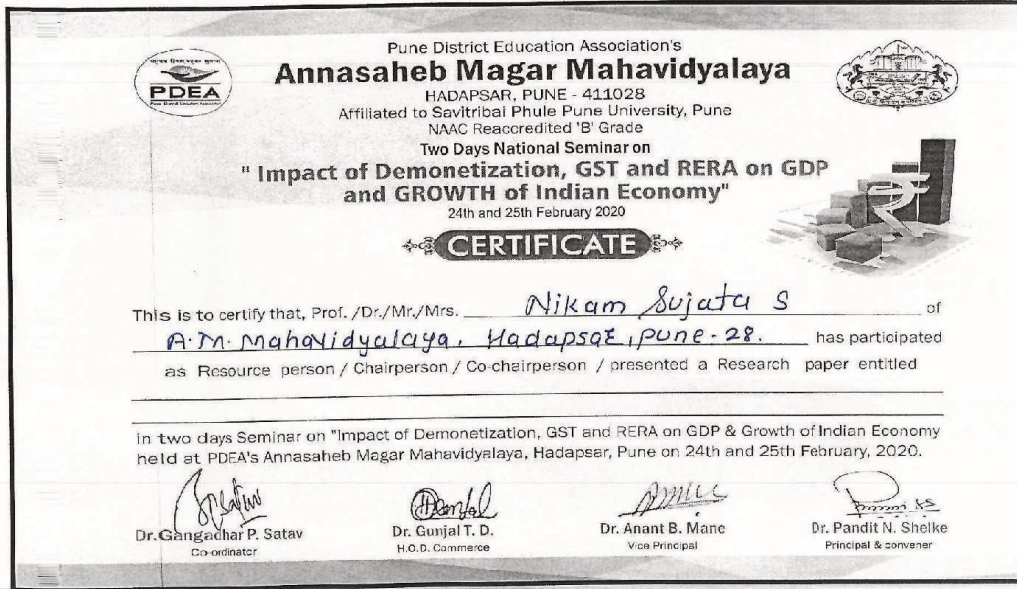 Pune District Education Association's
PDEA
Annasaheb Magar Mahavidyalaya
HADAPSAR, PUNE - 411028
Affiliated to Savitribai Phule Pune University, Pune
NAAC Reaccredited 'B' Grade
Two Days National Seminar on
" Impact of Demonetization, GST and RERA on GDP
and GROWTH of Indian Economy"
24th and 25th February 2020
CERTIFICATE
This is to certify that, Prof. /Dr./Mr./Mrs. Nikam Sujata S of
A.M. Mahavidyalaya, Hadapsar, Pune-28. has participated
as Resource person / Chairperson / Co-chairperson / presented a Research paper entitled
in two days Seminar on "Impact of Demonetization, GST and RERA on GDP & Growth of Indian Economy
held at PDEA's Annasaheb Magar Mahavidyalaya, Hadapsar, Pune on 24th and 25th February, 2020.
Dr.Gangadhar P. Satav
Co-ordinator
Dr. Gunjal T. D.
H.O.D. Commerce
Dr. Anant B. Mane
Vice Principal
Dr. Pandit N. Shelke
Principal & convener